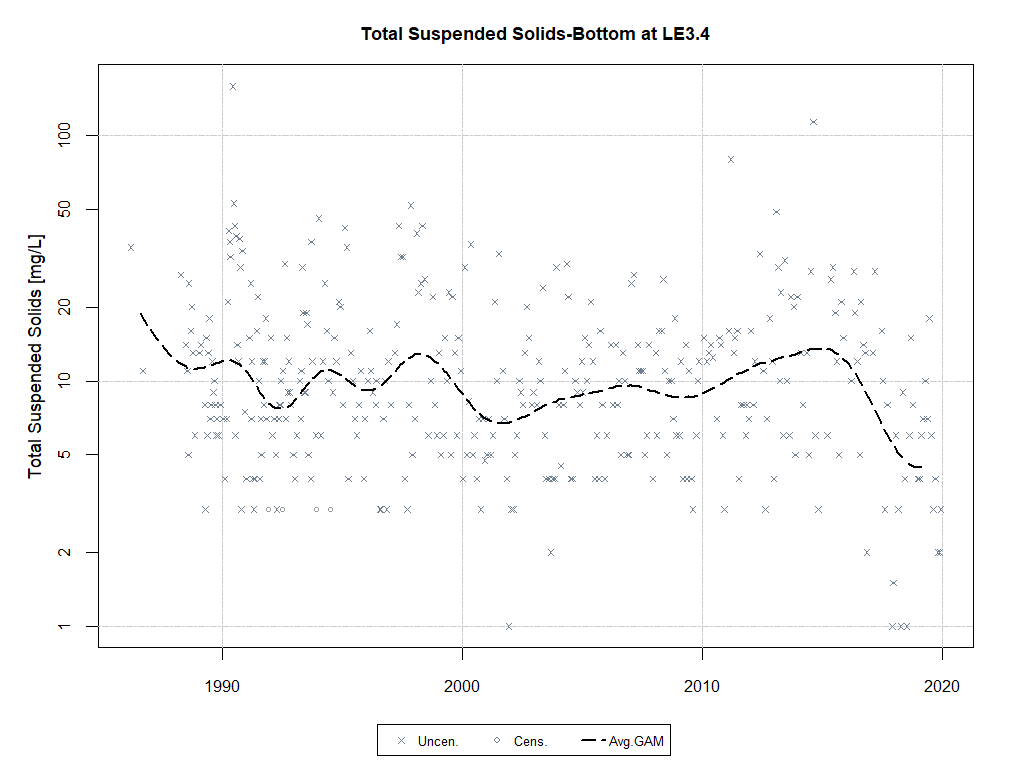 Total Suspended Solids-Bottom at LE3.4
Total Suspended Solids [mg/L]
100
50
20
10
5
2
1
1990 2000 2010 2020
Uncen. Cens. Avg.GAM